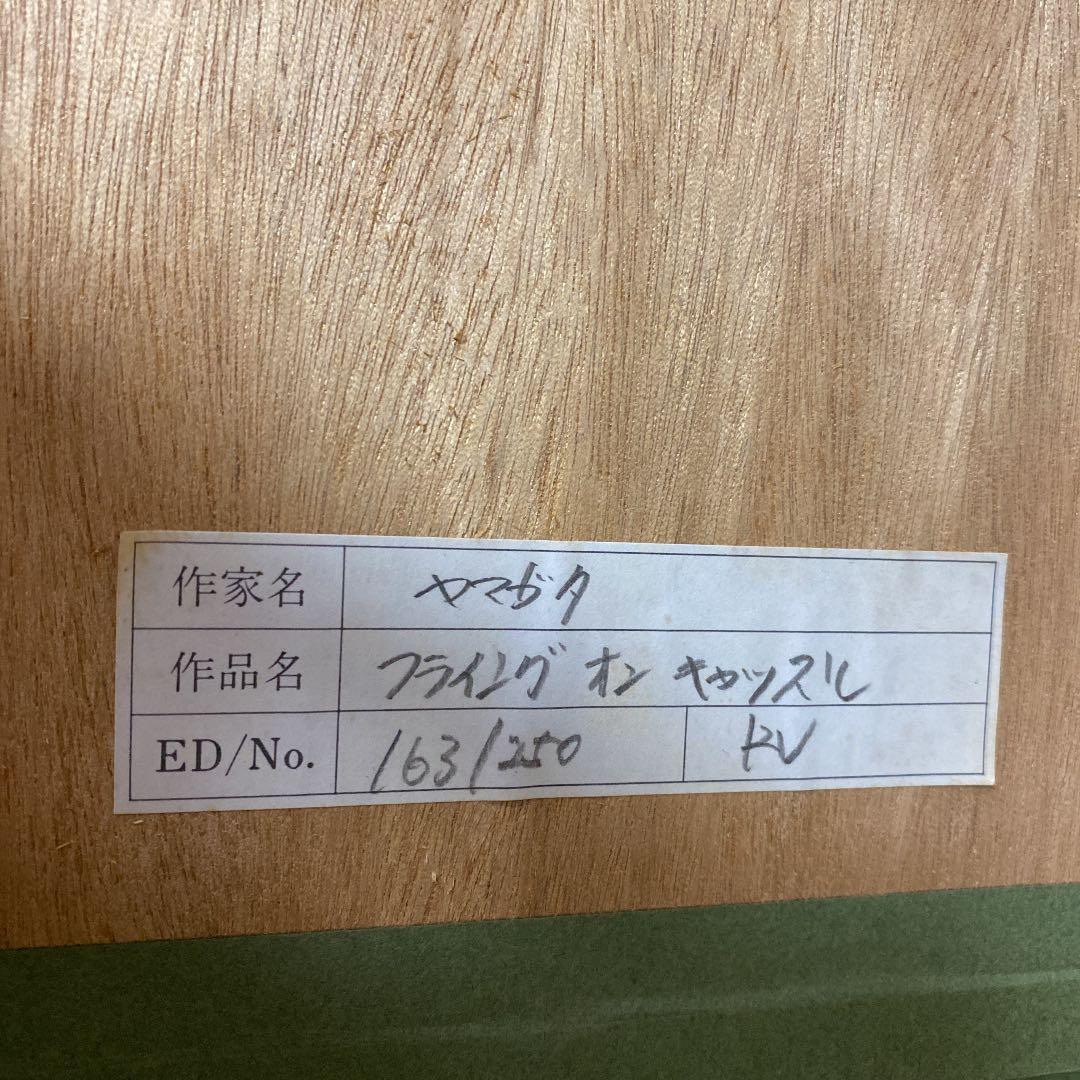 作家名 ヤマガタ
作品名 フライング オン キャッスル
ED/No. 163/250